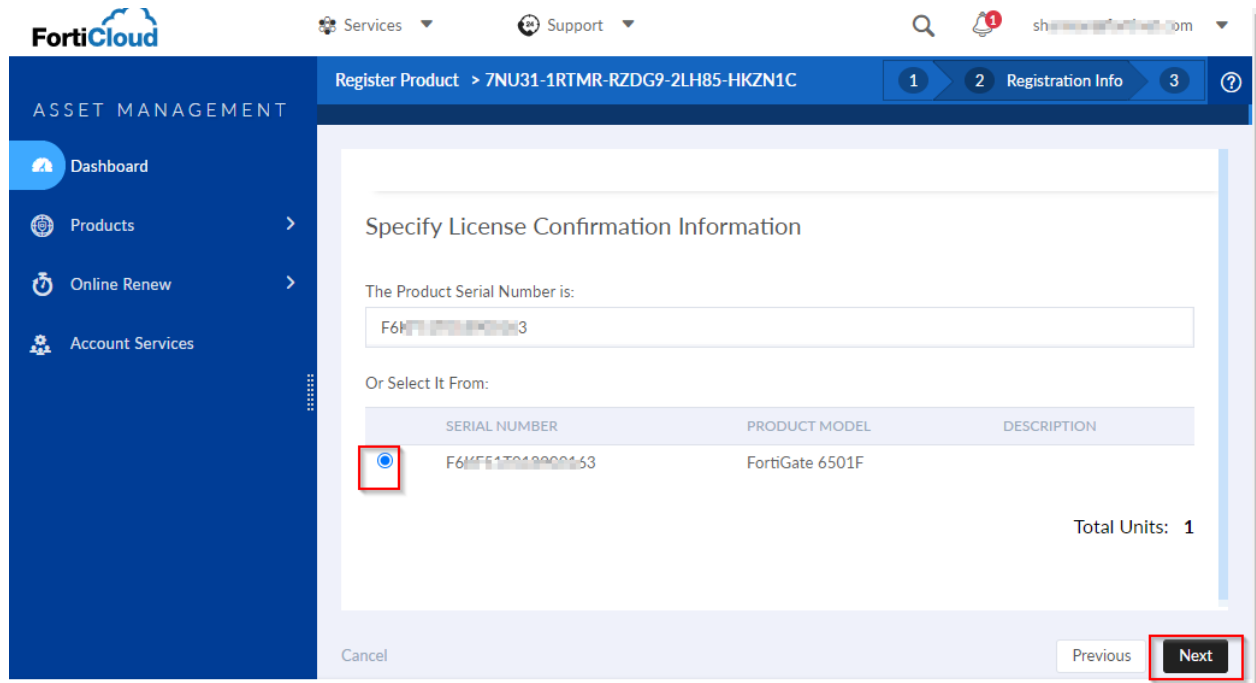 FortiCloud
Services
Support
24
1
Register Product > 7NU31-1RTMR-RZDG9-2LH85-HKZN1C
1
2 Registration Info
3
?
ASSET MANAGEMENT
Dashboard
Products
Online Renew
Account Services
Specify License Confirmation Information
The Product Serial Number is:
Or Select It From:
SERIAL NUMBER PRODUCT MODEL DESCRIPTION
FortiGate 6501F
Total Units: 1
Cancel
Previous
Next